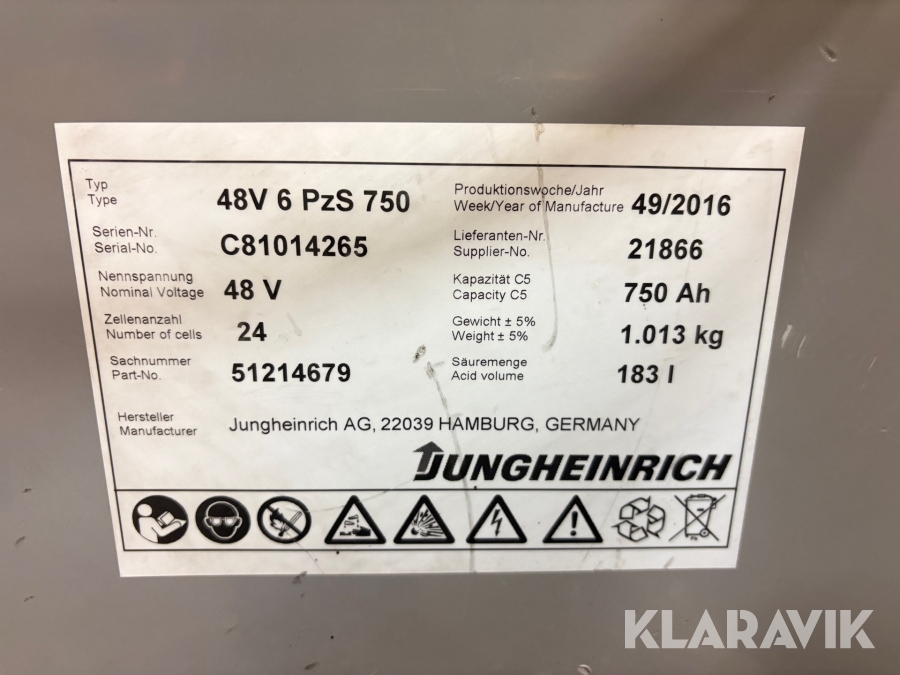 Typ
Type
48V 6 PzS 750
Produktionswoche/Jahr
Week/Year of Manufacture
49/2016
Serien-Nr.
Serial-No.
C81014265
Lieferanten-Nr.
Supplier-No.
21866
Nennspannung
Nominal Voltage
48 V
Kapazität C5
Capacity C5
750 Ah
Zellenanzahl
Number of cells
24
Gewicht ± 5%
Weight ± 5%
1.013 kg
Sachnummer
Part-No.
51214679
Säuremenge
Acid volume
183 l
Hersteller
Manufacturer
Jungheinrich AG, 22039 HAMBURG, GERMANY
JUNGHEINRICH
Pb
KLARAVIK